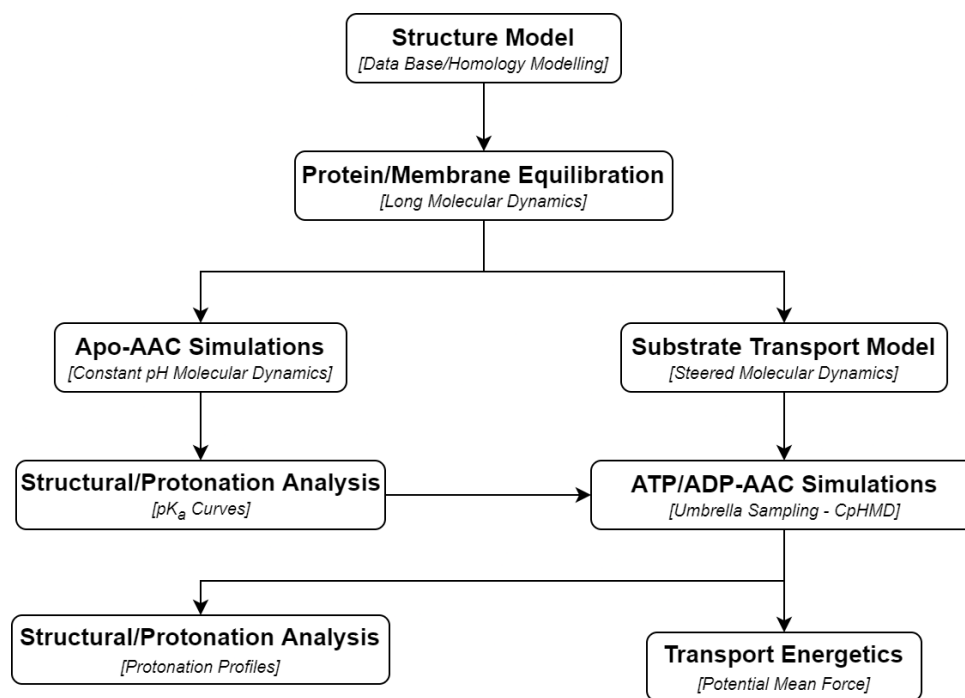 Structure Model
[Data Base/Homology Modelling]
Protein/Membrane Equilibration
[Long Molecular Dynamics]
Apo-AAC Simulations
[Constant pH Molecular Dynamics]
Substrate Transport Model
[Steered Molecular Dynamics]
Structural/Protonation Analysis
[pKa Curves]
ATP/ADP-AAC Simulations
[Umbrella Sampling - CpHMD]
Structural/Protonation Analysis
[Protonation Profiles]
Transport Energetics
[Potential Mean Force]